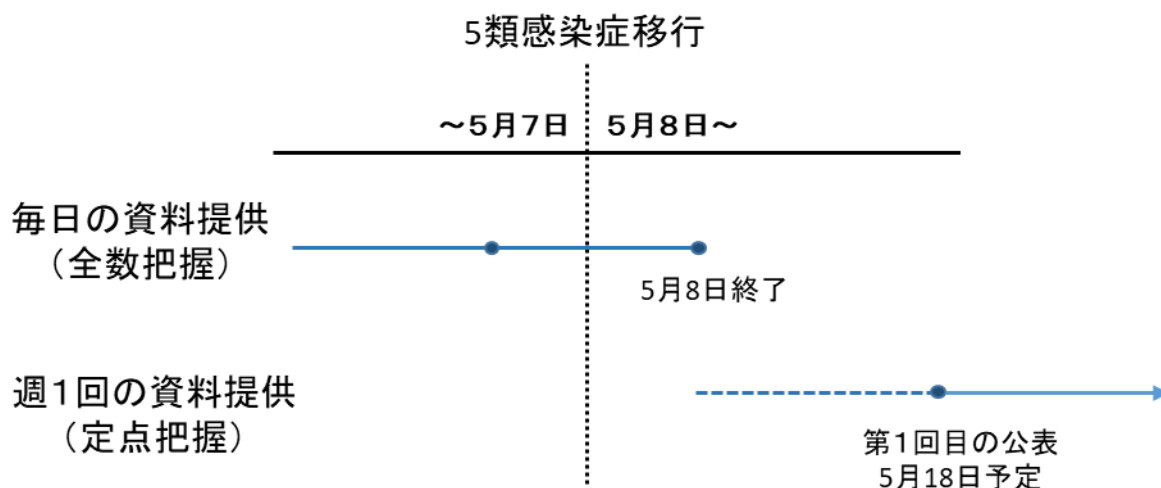 5類感染症移行
～5月7日
5月8日～
毎日の資料提供
（全数把握）
5月8日終了
週1回の資料提供
（定点把握）
第1回目の公表
5月18日予定